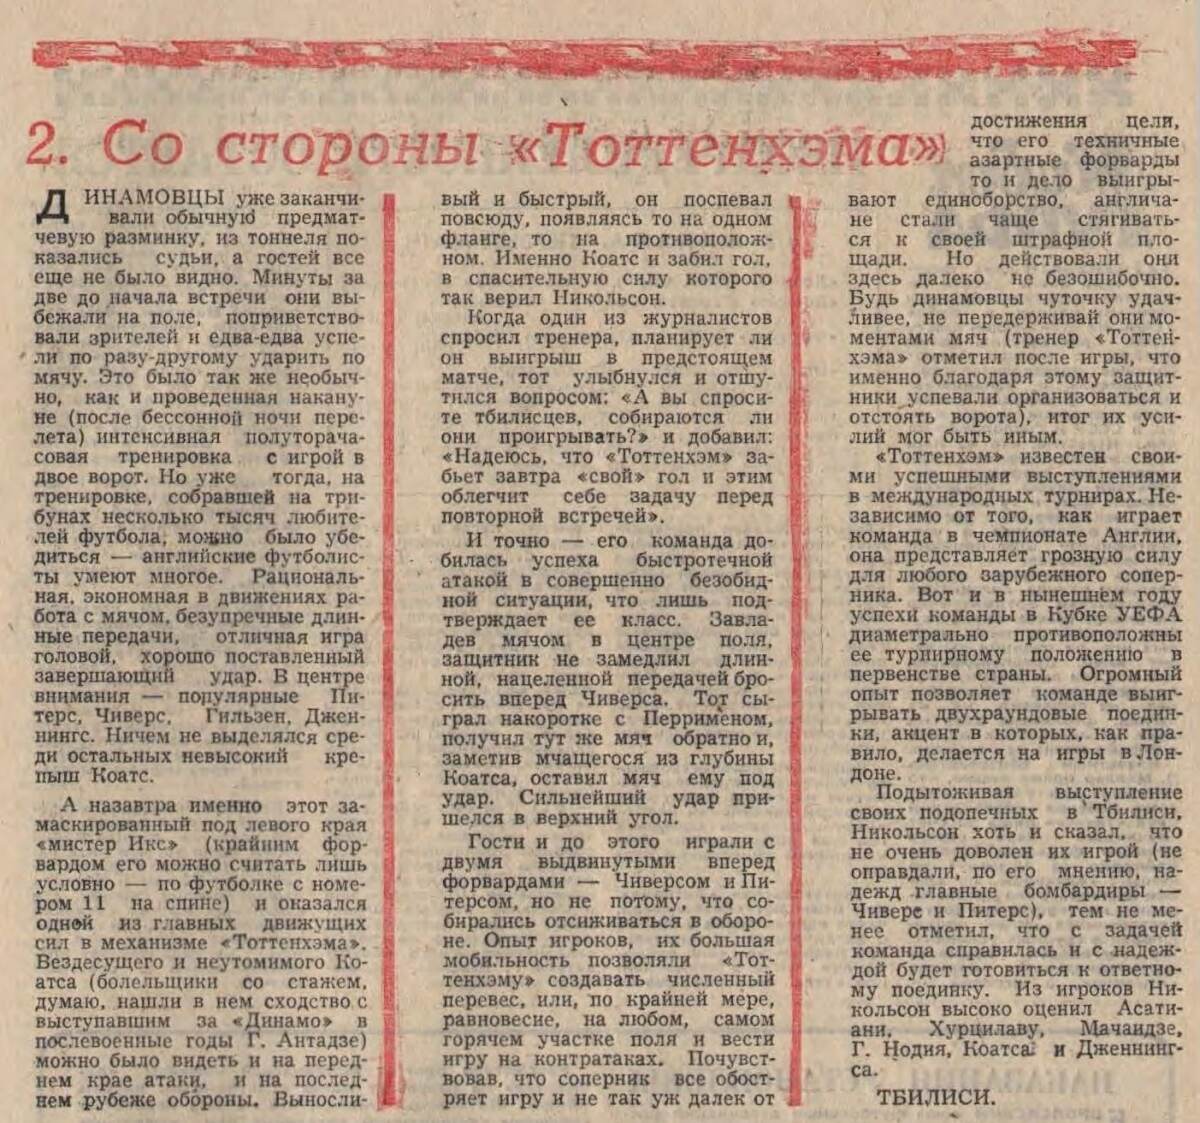 2. Со стороны «Тоттенхэма»
ДИНАМОВЦЫ уже заканчи-
вали обычную предмат-
чевую разминку, из тоннеля по-
казались судьи, а гостей все
еще не было видно. Минуты за
две до начала встречи они вы-
бежали на поле, поприветство-
вали зрителей и едва-едва успе-
ли по разу-другому ударить по
мячу. Это было так же необыч-
но, как и проведенная накану-
не (после бессонной ночи пере-
лета) интенсивная полуторача-
совая тренировка с игрой в
двое ворот. Но уже тогда, на
тренировке, собравшей на три-
бунах несколько тысяч любите-
лей футбола, можно было убе-
диться — английские футболис-
ты умеют многое. Рациональ-
ная, экономная в движениях ра-
бота с мячом, безупречные длин-
ные передачи, отличная игра
головой, хорошо поставленный
завершающий удар. В центре
внимания — популярные Пи-
терс, Чиверс, Гильзен, Джен-
нингс. Ничем не выделялся сре-
ди остальных невысокий кре-
пыш Коатс.
А назавтра именно этот за-
маскированный под левого края
«мистер Икс» (крайним фор-
вардом его можно считать лишь
условно — по футболке с номе-
ром 11 на спине) и оказался
одной из главных движущих
сил в механизме «Тоттенхэма».
Вездесущего и неутомимого Ко-
атса (болельщики со стажем,
думаю, нашли в нем сходство с
выступавшим за «Динамо» в
послевоенные годы Г. Антадзе)
можно было видеть и на перед-
нем крае атаки, и на послед-
нем рубеже обороны. Выносли-
вый и быстрый, он поспевал
повсюду, появляясь то на одном
фланге, то на противополож-
ном. Именно Коатс и забил гол,
в спасительную силу которого
так верил Никольсон.
Когда один из журналистов
спросил тренера, планирует ли
он выигрыш в предстоящем
матче, тот улыбнулся и отшу-
тился вопросом: «А вы спроси-
те тбилисцев, собираются ли
они проигрывать?» и добавил:
«Надеюсь, что «Тоттенхэм» за-
бьет завтра «свой» гол и этим
облегчит себе задачу перед
повторной встречей».
И точно — его команда до-
билась успеха быстротечной
атакой в совершенно безобид-
ной ситуации, что лишь под-
тверждает ее класс. Завла-
дев мячом в центре поля,
защитник не замедлил длин-
ной, нацеленной передачей бро-
сить вперед Чиверса. Тот сы-
грал накоротке с Перримéном,
получил тут же мяч обратно и,
заметив мчащегося из глубины
Коатса, оставил мяч ему под
удар. Сильнейший удар при-
шелся в верхний угол.
Гости и до этого играли с
двумя выдвинутыми вперед
форвардами — Чиверсом и Пи-
терсом, но не потому, что со-
бирались отсиживаться в оборо-
не. Опыт игроков, их большая
мобильность позволяли «Тот-
тенхэму» создавать численный
перевес, или, по крайней мере,
равновесие, на любом, самом
горячем участке поля и вести
игру на контратаках. Почувст-
вовав, что соперник все обост-
ряет игру и не так уж далек от
достижения цели,
что его техничные
азартные форварды
то и дело выигры-
вают единоборство, англича-
не стали чаще стягивать-
ся к своей штрафной пло-
щади. Но действовали они
здесь далеко не безошибочно.
Будь динамовцы чуточку удач-
ливее, не передерживай они мо-
ментами мяч (тренер «Тоттен-
хэма» отметил после игры, что
именно благодаря этому защит-
ники успевали организоваться и
отстоять ворота), итог их уси-
лий мог быть иным.
«Тоттенхэм» известен свои-
ми успешными выступлениями
в международных турнирах. Не-
зависимо от того, как играет
команда в чемпионате Англии,
она представляет грозную силу
для любого зарубежного сопер-
ника. Вот и в нынешнем году
успехи команды в Кубке УЕФА
диаметрально противоположны
ее турнирному положению в
первенстве страны. Огромный
опыт позволяет команде выиг-
рывать двухраундовые поедин-
ки, акцент в которых, как пра-
вило, делается на игры в Лон-
доне.
Подытоживая выступление
своих подопечных в Тбилиси,
Никольсон хоть и сказал, что
не очень доволен их игрой (не
оправдали, по его мнению, на-
дежд главные бомбардиры —
Чиверс и Питерс), тем не ме-
нее отметил, что с задачей
команда справилась и с надеж-
дой будет готовиться к ответно-
му поединку. Из игроков Ни-
кольсон высоко оценил Асати-
ани, Хурцилаву, Мачаидзе,
Г. Нодия, Коатса и Дженнинг-
са.
ТБИЛИСИ.